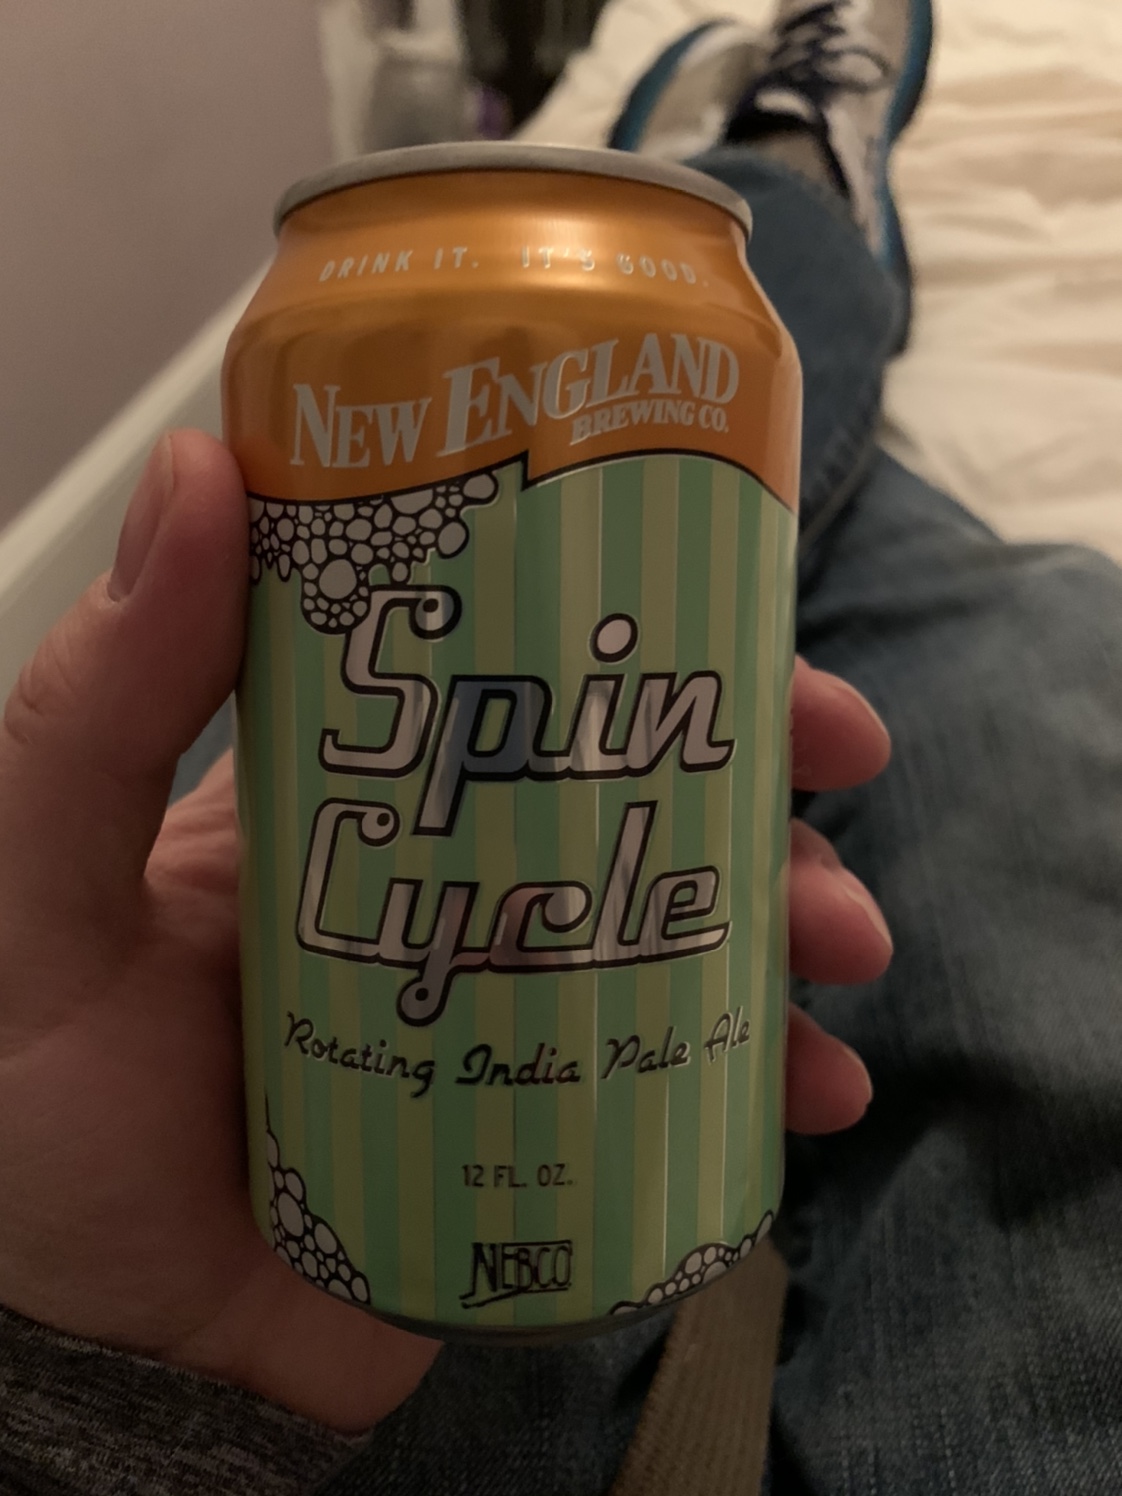 DRINK IT. IT'S GOOD.
NEW ENGLAND
BREWING CO.
Spin
Cycle
Rotating India Pale Ale
12 FL. OZ.
NEBCO